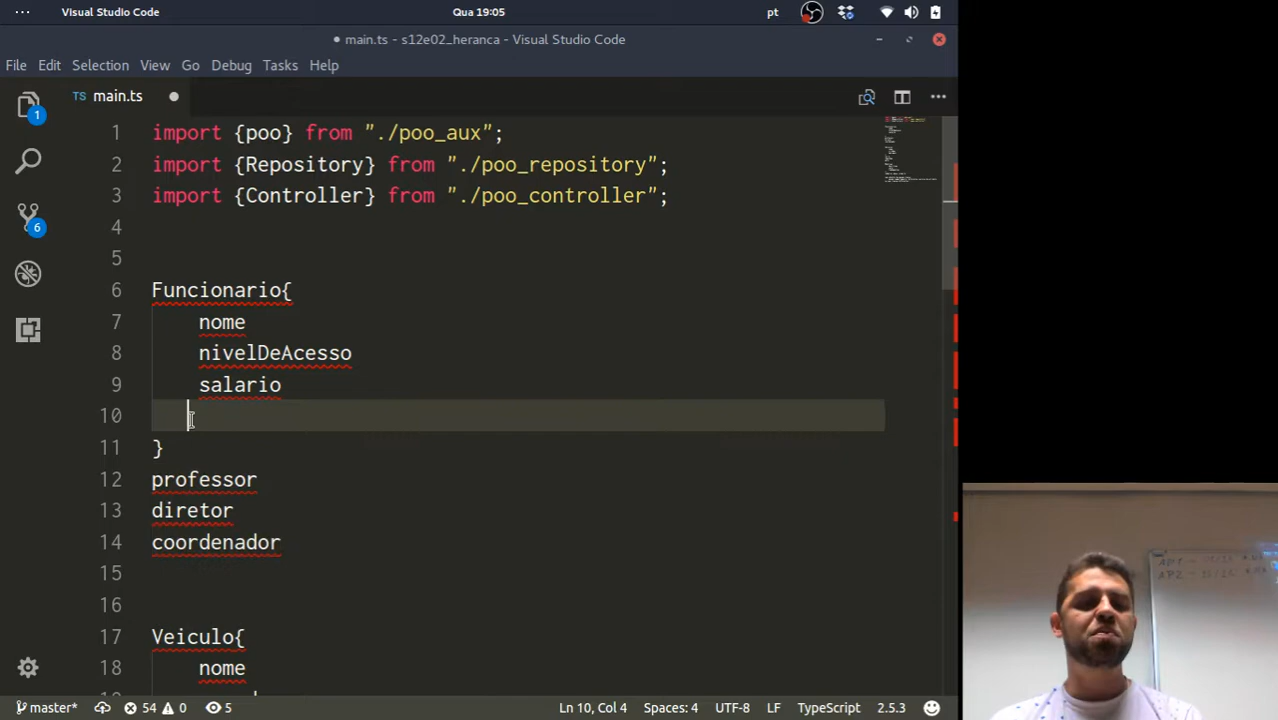 Visual Studio Code
Qua 19:05
pt
main.ts - s12e02_heranca - Visual Studio Code
File Edit Selection View Go Debug Tasks Help
TS main.ts
1 import {poo} from "./poo_aux";
2 import {Repository} from "./poo_repository";
3 import {Controller} from "./poo_controller";
4
5
6 Funcionario{
7 nome
8 nivelDeAcesso
9 salario
10
11 }
12 professor
13 diretor
14 coordenador
15
16
17 Veiculo{
18 nome
1
6
master* 54 0 5 Ln 10, Col 4 Spaces: 4 UTF-8 LF TypeScript 2.5.3